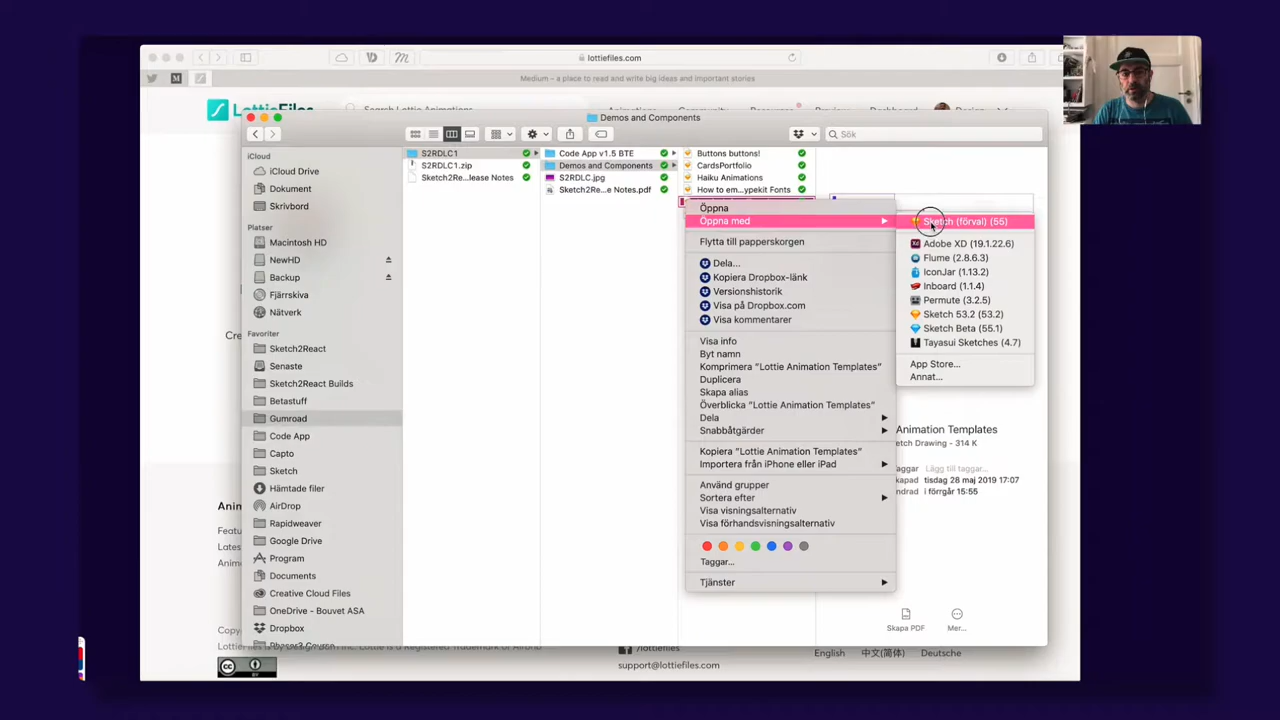 lottiefiles.com
Medium – a place to read and write big ideas and important stories
LottieFiles
Search Lottie Animations
Demos and Components
Sök
iCloud
iCloud Drive
Dokument
Skrivbord
Platser
Macintosh HD
NewHD
Backup
Fjärrskiva
Nätverk
Favoriter
Sketch2React
Senaste
Sketch2React Builds
Betastuff
Gumroad
Code App
Capto
Sketch
Hämtade filer
AirDrop
Rapidweaver
Google Drive
Program
Documents
Creative Cloud Files
OneDrive - Bouvet ASA
Dropbox
S2RDLC1
S2RDLC1.zip
Sketch2Re...lease Notes
Code App v1.5 BTE
Demos and Components
S2RDLC.jpg
Sketch2Re...e Notes.pdf
Buttons buttons!
CardsPortfolio
Haiku Animations
How to em...ypekit Fonts
Öppna
Öppna med
Flytta till papperskorgen
Dela...
Kopiera Dropbox-länk
Versionshistorik
Visa på Dropbox.com
Visa kommentarer
Visa info
Byt namn
Komprimera "Lottie Animation Templates"
Duplicera
Skapa alias
Överblicka "Lottie Animation Templates"
Dela
Snabbåtgärder
Kopiera "Lottie Animation Templates"
Importera från iPhone eller iPad
Använd grupper
Sortera efter
Visa visningsalternativ
Visa förhandsvisningsalternativ
Taggar...
Tjänster
Sketch (förval) (55)
Adobe XD (19.1.22.6)
Flume (2.8.6.3)
IconJar (1.13.2)
Inboard (1.1.4)
Permute (3.2.5)
Sketch 53.2 (53.2)
Sketch Beta (55.1)
Tayasui Sketches (4.7)
App Store...
Annat...
Animation Templates
etch Drawing - 314 K
Taggar Lägg till taggar...
kapad tisdag 28 maj 2019 17:07
ndrad i förrgår 15:55
Skapa PDF
Mer...
/lottiefiles
support@lottiefiles.com
English 中文(简体) Deutsche
CC
BY